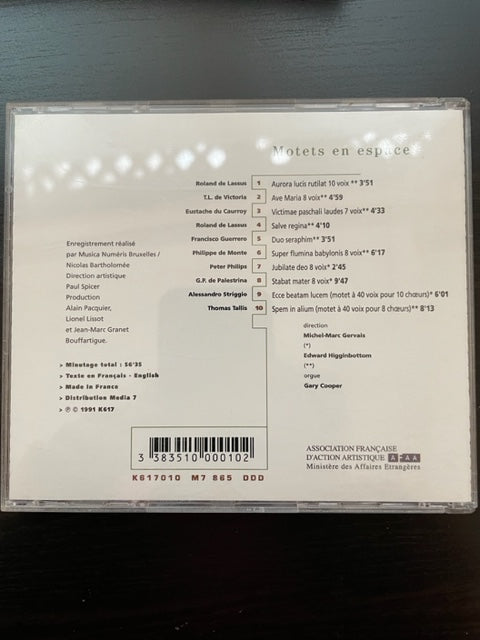 Motets en espace
Roland de Lassus 1 Aurora lucis rutilat 10 voix ** 3'51
T.L. de Victoria 2 Ave Maria 8 voix** 4'59
Eustache du Caurroy 3 Victimae paschali laudes 7 voix** 4'33
Roland de Lassus 4 Salve regina** 4'10
Francisco Guerrero 5 Duo seraphim** 3'51
Philippe de Monte 6 Super flumina babylonis 8 voix** 6'17
Peter Philips 7 Jubilate deo 8 voix* 2'45
G.P. de Palestrina 8 Stabat mater 8 voix* 9'47
Alessandro Striggio 9 Ecce beatam lucem (motet à 40 voix pour 10 chœurs)* 6'01
Thomas Tallis 10 Spem in alium (motet à 40 voix pour 8 chœurs)** 8'13
Enregistrement réalisé
par Musica Numéris Bruxelles /
Nicolas Bartholomée
Direction artistique
Paul Spicer
Production
Alain Pacquier,
Lionel Lissot
et Jean-Marc Granet
Bouffartigue.
direction
Michel-Marc Gervais
(*)
Edward Higginbottom
(**)
orgue
Gary Cooper
> Minutage total : 56'35
> Texte en Français - English
> Made in France
> Distribution Media 7
> ℗ © 1991 K617
3 383510 000102
K617010 M7 865 DDD
ASSOCIATION FRANÇAISE
D'ACTION ARTISTIQUE AFAA
Ministère des Affaires Etrangères